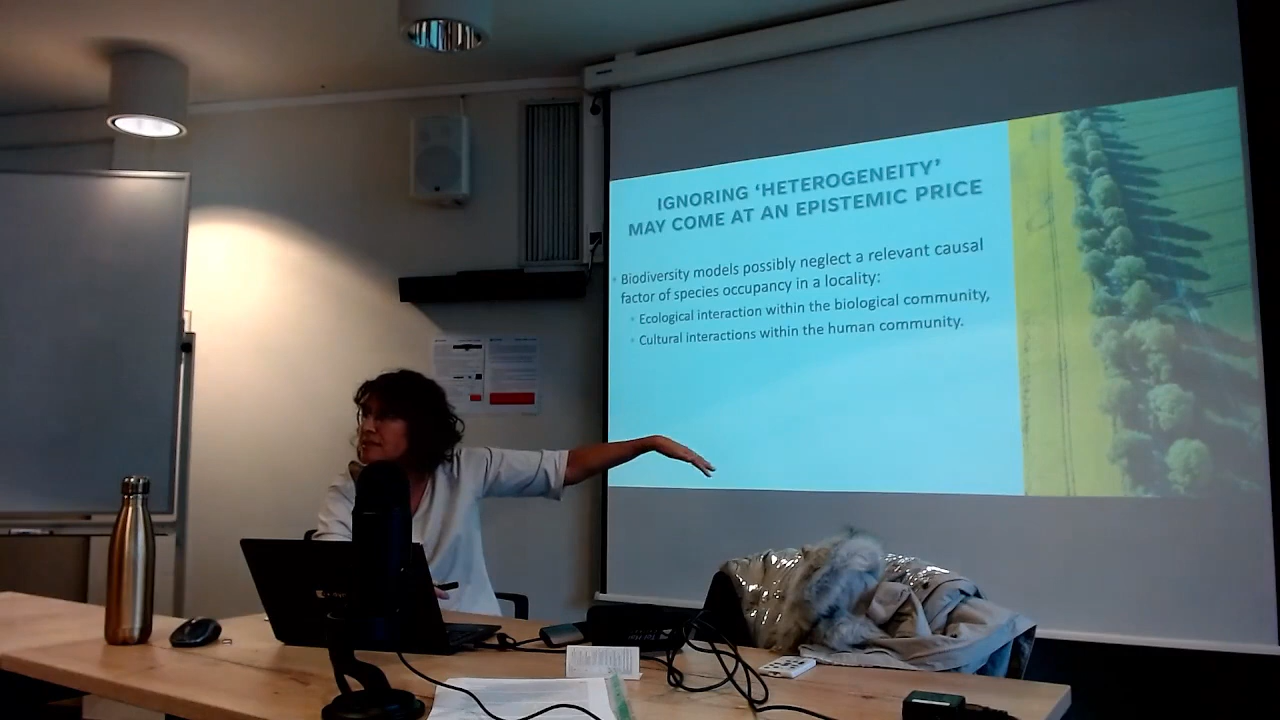 IGNORING ‘HETEROGENEITY’
MAY COME AT AN EPISTEMIC PRICE
Biodiversity models possibly neglect a relevant causal
factor of species occupancy in a locality:
Ecological interaction within the biological community,
Cultural interactions within the human community.